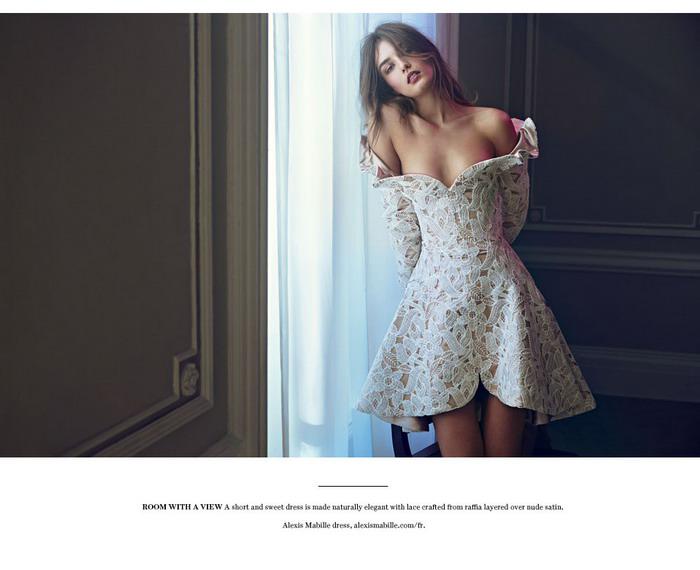 ROOM WITH A VIEW A short and sweet dress is made naturally elegant with lace crafted from raffia layered over nude satin.
Alexis Mabille dress, alexismabille.com/fr.